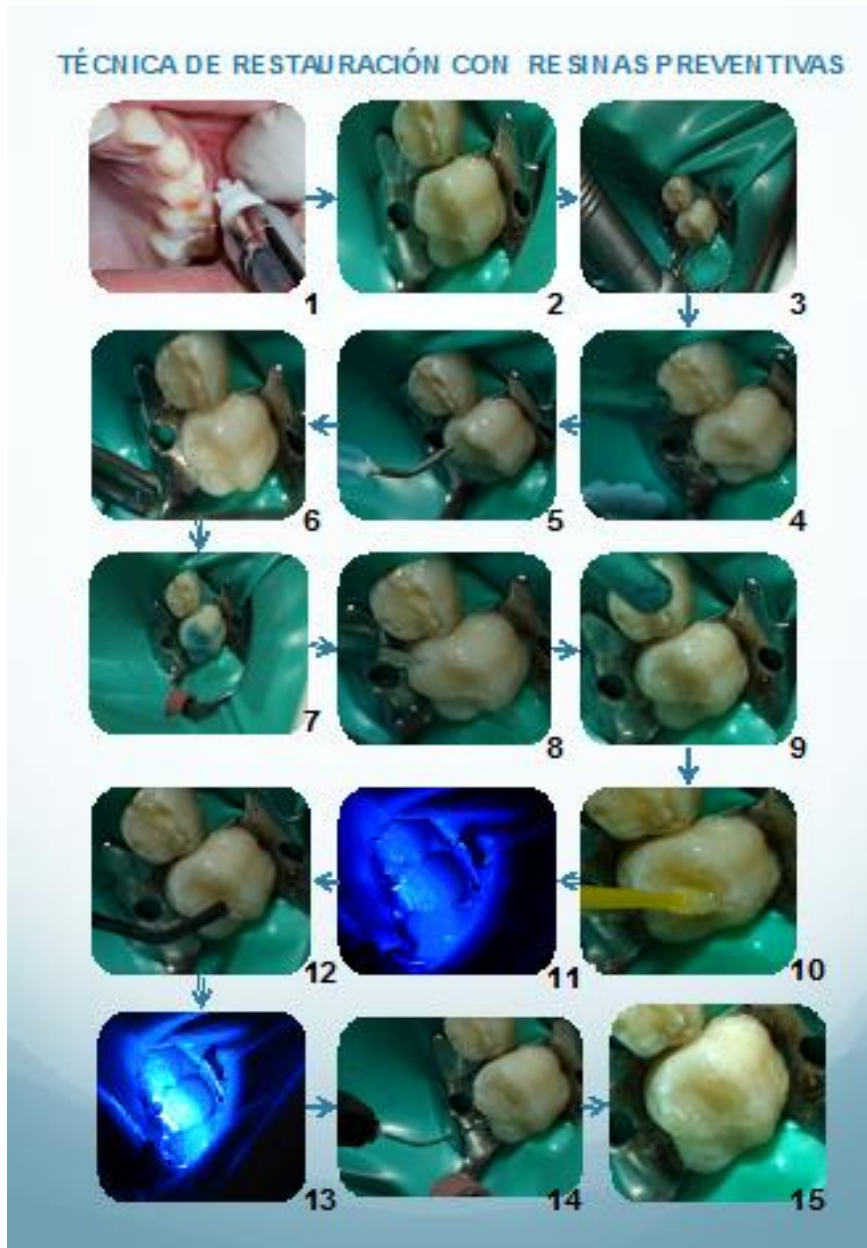 TÉCNICA DE RESTAURACIÓN CON RESINAS PREVENTIVAS
1 2 3
6 5 4
7 8 9
12 11 10
13 14 15